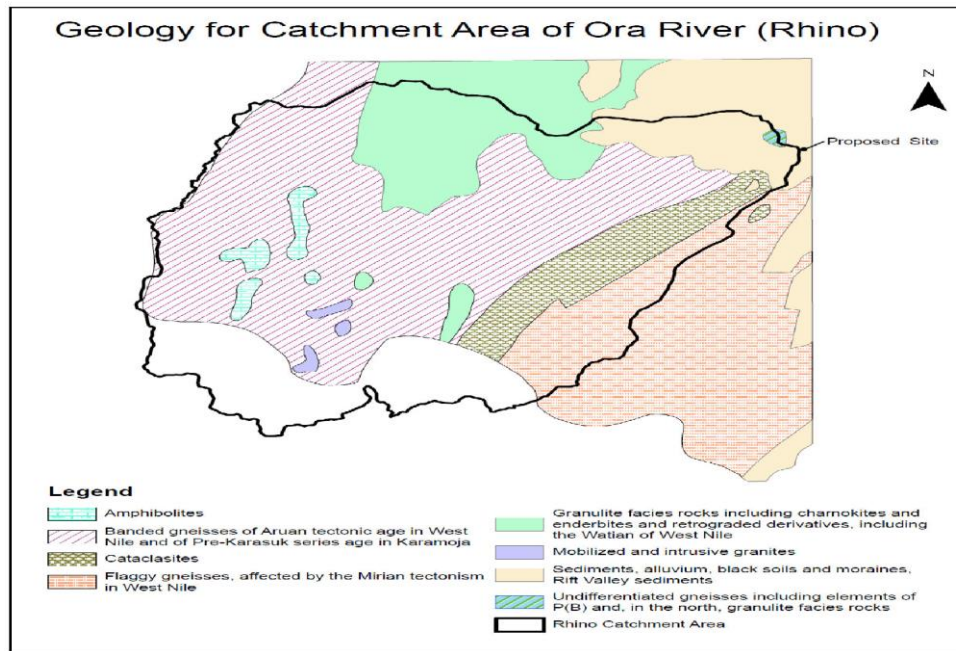 Geology for Catchment Area of Ora River (Rhino)
N
Proposed Site
Legend
Amphibolites
Banded gneisses of Aruan tectonic age in West
Nile and of Pre-Karasuk series age in Karamoja
Cataclasites
Flaggy gneisses, affected by the Mirian tectonism
in West Nile
Granulite facies rocks including charnokites and
enderbites and retrograded derivatives, including
the Watian of West Nile
Mobilized and intrusive granites
Sediments, alluvium, black soils and moraines,
Rift Valley sediments
Undifferentiated gneisses including elements of
P(B) and, in the north, granulite facies rocks
Rhino Catchment Area